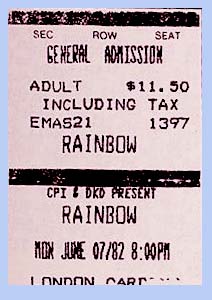 SEC ROW SEAT
GENERAL ADMISSION
ADULT $11.50
INCLUDING TAX
EMAS21 1397
RAINBOW
CPI & DKD PRESENT
RAINBOW
MON JUNE 07/82 8:00PM
LONDON GARDENS